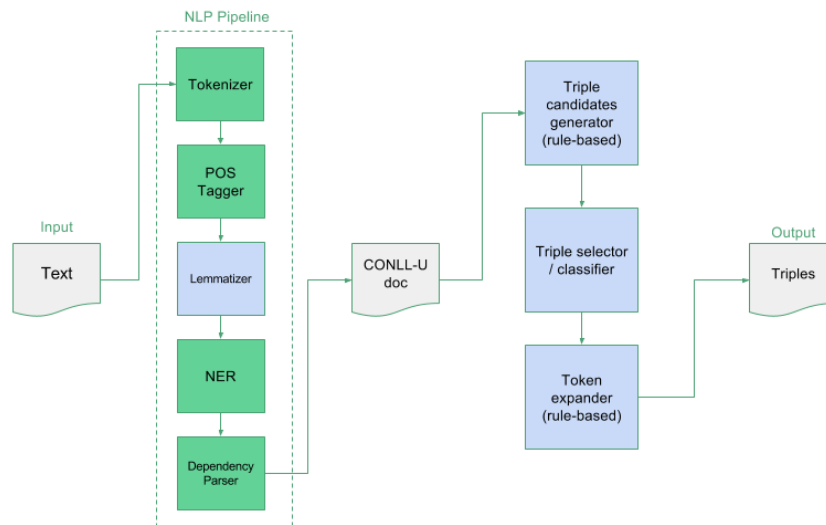 NLP Pipeline
Tokenizer
POS
Tagger
Lemmatizer
NER
Dependency
Parser
Input
Text
CONLL-U
doc
Triple
candidates
generator
(rule-based)
Triple selector
/ classifier
Token
expander
(rule-based)
Output
Triples